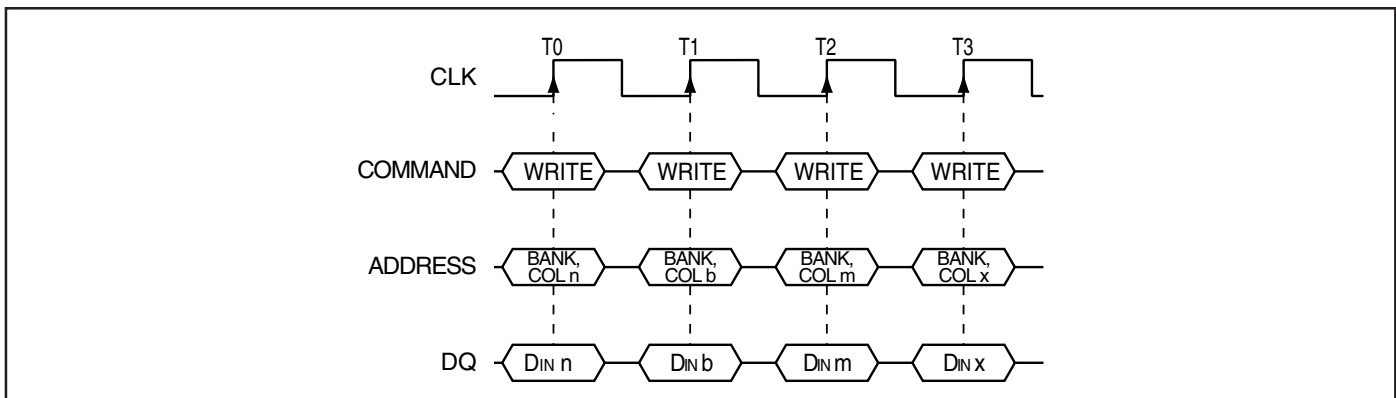 T0 T1 T2 T3
CLK
COMMAND WRITE WRITE WRITE WRITE
ADDRESS BANK, COL n BANK, COL b BANK, COL m BANK, COL x
DQ DIN n DIN b DIN m DIN x